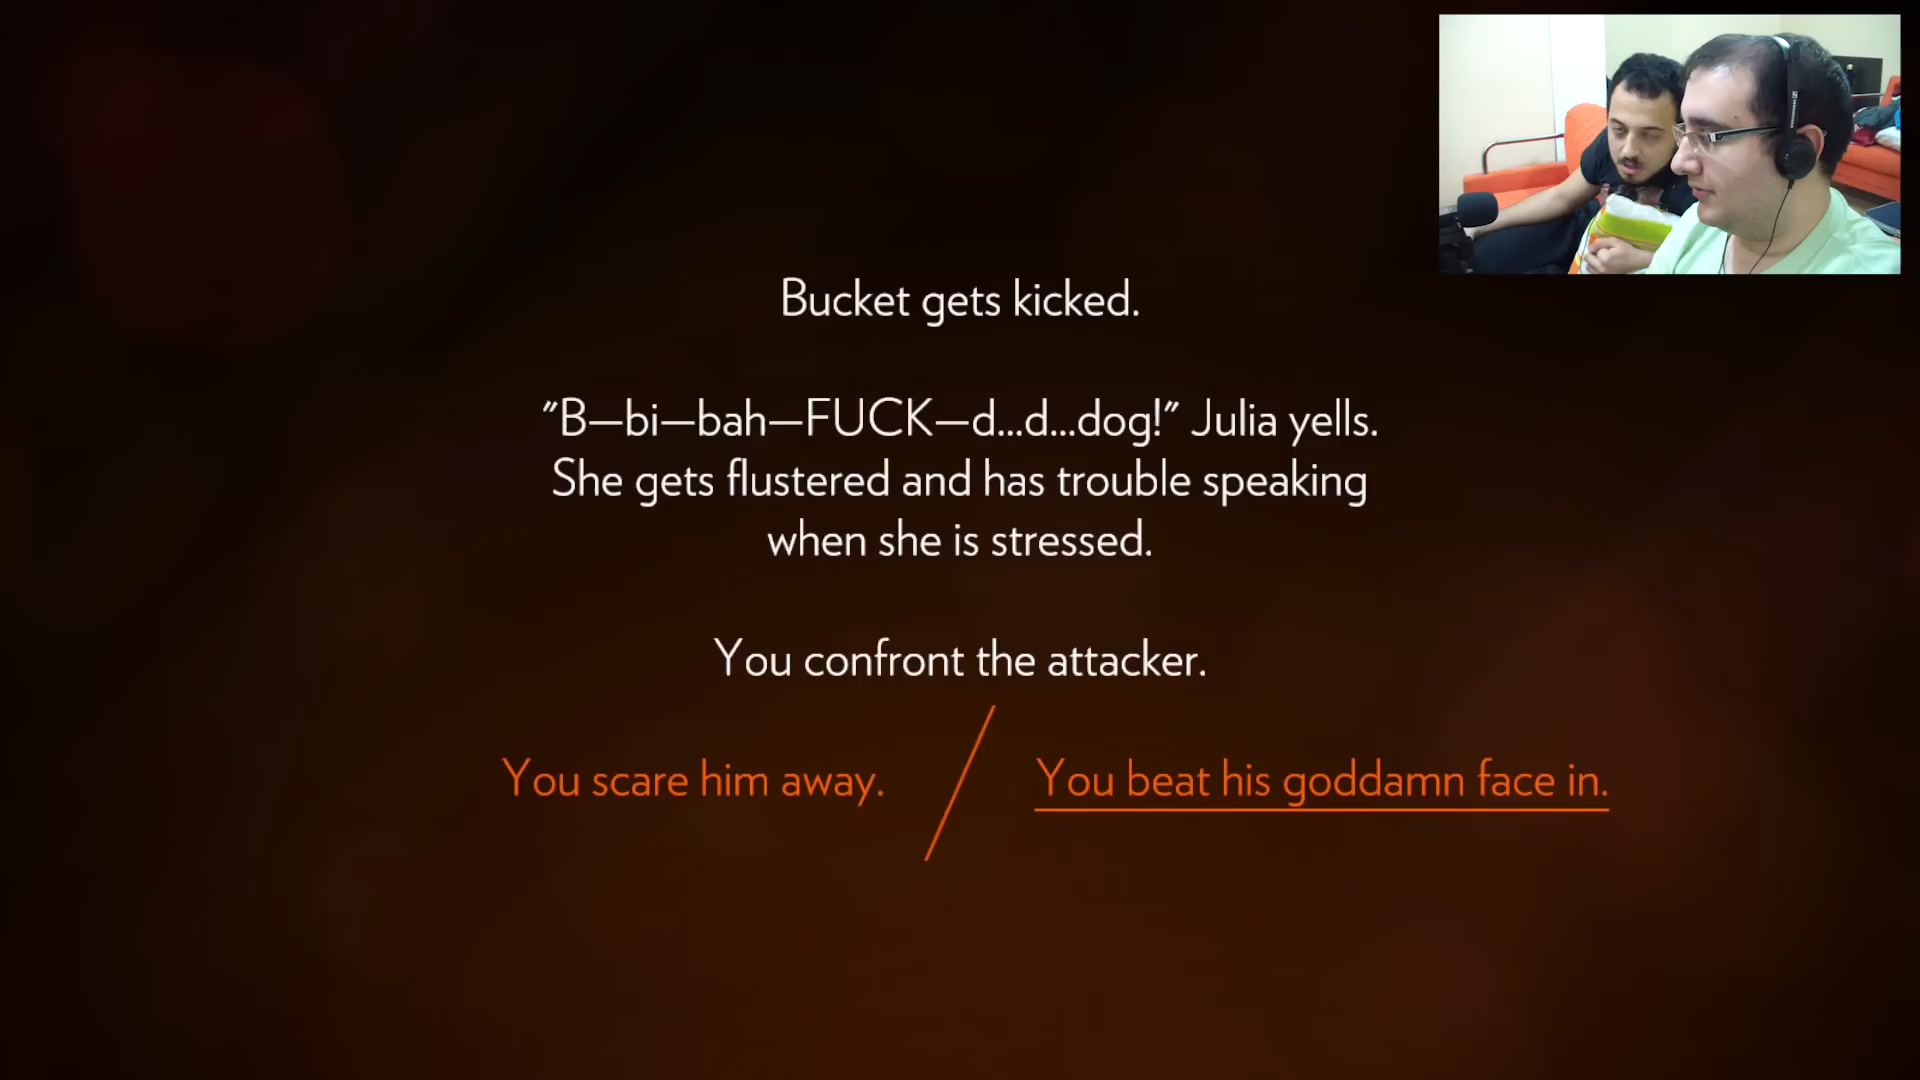 Bucket gets kicked.
"B—bi—bah—FUCK—d...d...dog!" Julia yells.
She gets flustered and has trouble speaking
when she is stressed.
You confront the attacker.
You scare him away. / You beat his goddamn face in.